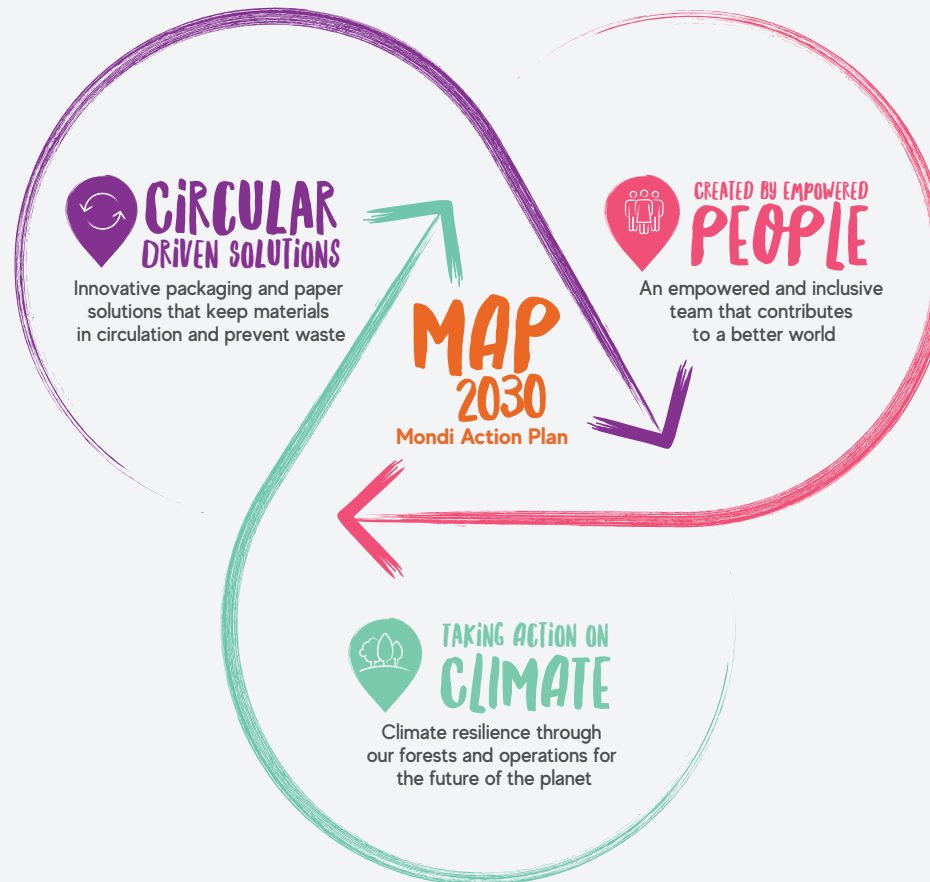 CiRCULAR
DRiVEN SOLUTiONS
Innovative packaging and paper
solutions that keep materials
in circulation and prevent waste
CREATED BY EMPOWERED
PEOPLE
An empowered and inclusive
team that contributes
to a better world
MAP
2030
Mondi Action Plan
TAKiNG ACTiON ON
CLIMATE
Climate resilience through
our forests and operations for
the future of the planet